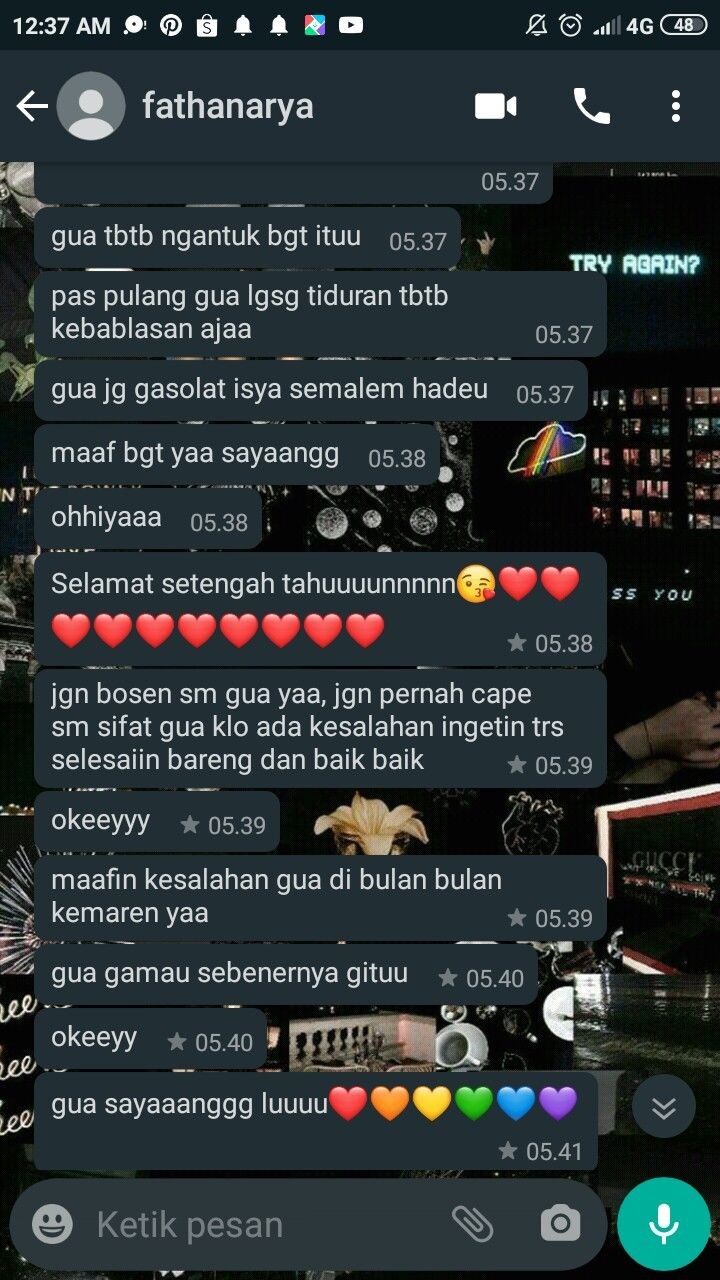 12:37 AM
4G 48
fathanarya
05.37
gua tbtb ngantuk bgt ituu 05.37
TRY AGAIN?
pas pulang gua lgsg tiduran tbtb
kebablasan ajaa 05.37
gua jg gasolat isya semalem hadeu 05.37
maaf bgt yaa sayaangg 05.38
ohhiyaaa 05.38
Selamat setengah tahuuuunnnnn😘❤️❤️
❤️❤️❤️❤️❤️❤️❤️❤️ ★ 05.38
SS YOU
jgn bosen sm gua yaa, jgn pernah cape
sm sifat gua klo ada kesalahan ingetin trs
selesaiin bareng dan baik baik ★ 05.39
okeeyyy ★ 05.39
GUCCI
maafin kesalahan gua di bulan bulan
kemaren yaa ★ 05.39
gua gamau sebenernya gituu ★ 05.40
okeeyy ★ 05.40
gua sayaaanggg luuuu❤️🧡💛💚💙💜
★ 05.41
Ketik pesan